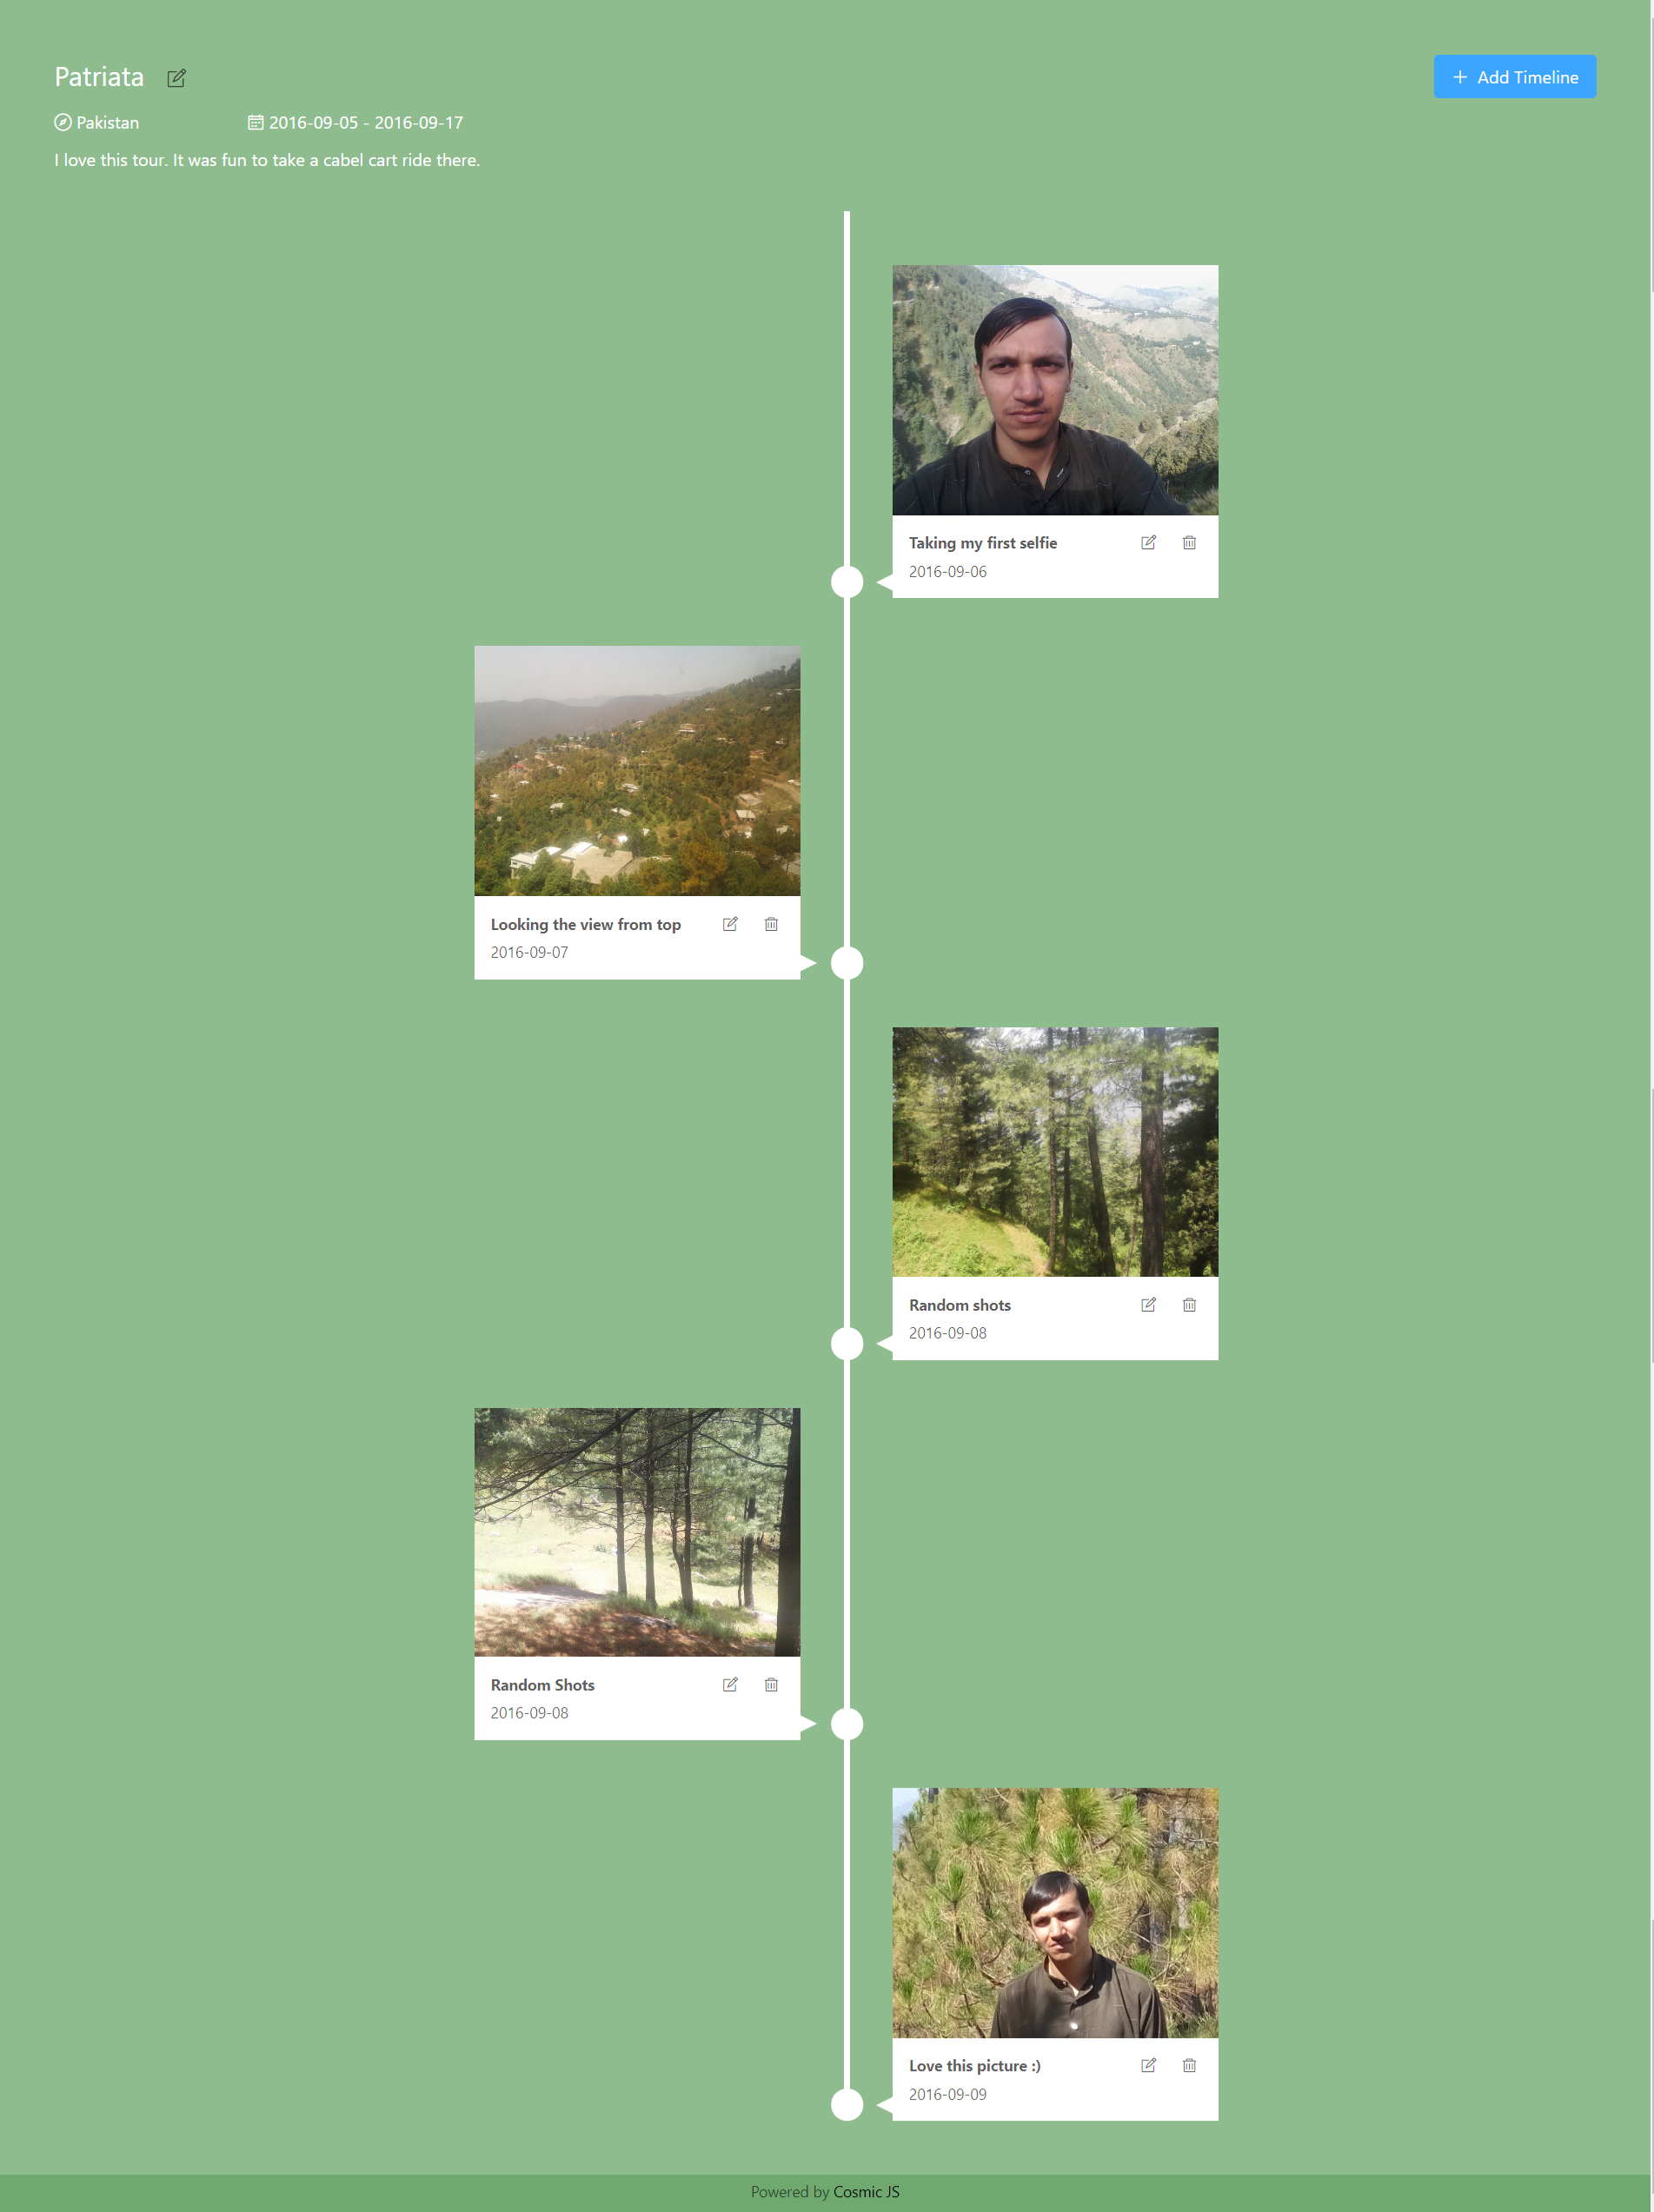 Patriata
Add Timeline
Pakistan
2016-09-05 - 2016-09-17
I love this tour. It was fun to take a cabel cart ride there.
Taking my first selfie
2016-09-06
Looking the view from top
2016-09-07
Random shots
2016-09-08
Random Shots
2016-09-08
Love this picture :)
2016-09-09
Powered by Cosmic JS